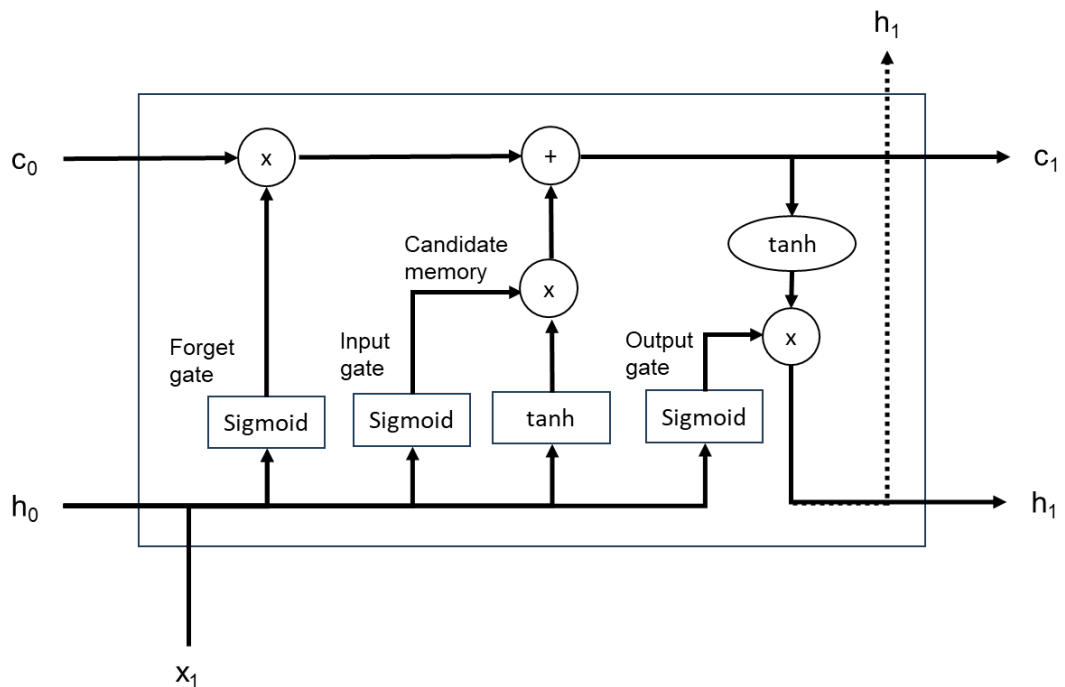 h₁
c₀
x
+
c₁
tanh
Candidate
memory
x
Forget
gate
Input
gate
Output
gate
x
Sigmoid
Sigmoid
tanh
Sigmoid
h₀
h₁
x₁